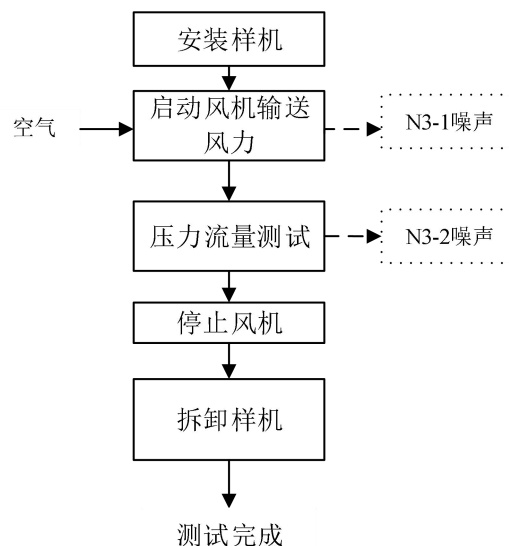 安装样机
启动风机输送
风力
空气
N3-1噪声
压力流量测试
N3-2噪声
停止风机
拆卸样机
测试完成